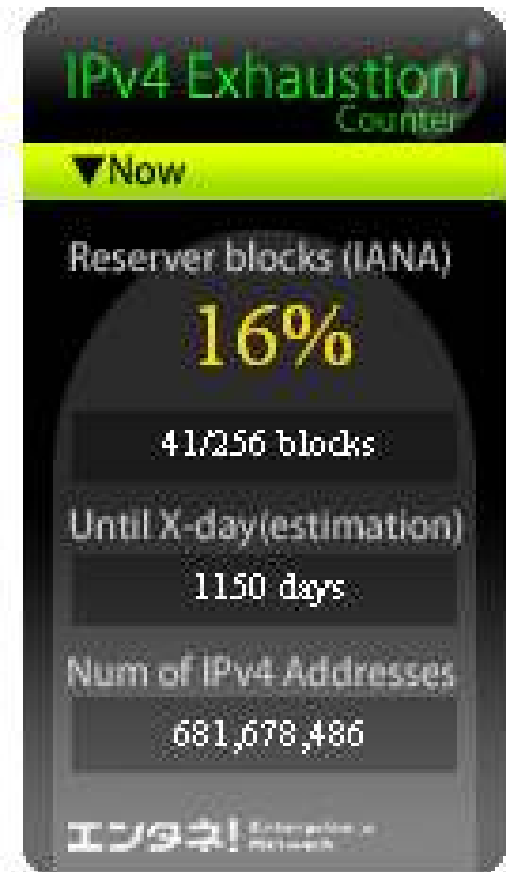 IPv4 Exhaustion
Counter
▼Now
Reserver blocks (IANA)
16%
41/256 blocks
Until X-day(estimation)
1150 days
Num of IPv4 Addresses
681,678,486
エンタネ!